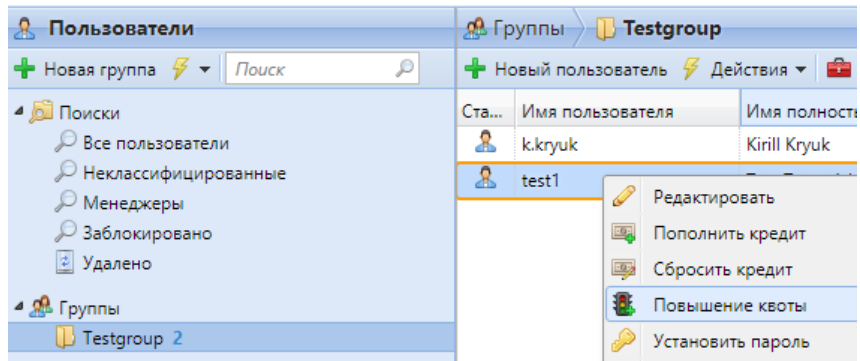 Пользователи
Новая группа Поиск
Поиски
Все пользователи
Неклассифицированные
Менеджеры
Заблокировано
Удалено
Группы
Testgroup 2
Группы Testgroup
Новый пользователь Действия
Ста... Имя пользователя Имя полность
k.kryuk Kirill Kryuk
test1
Редактировать
Пополнить кредит
Сбросить кредит
Повышение квоты
Установить пароль